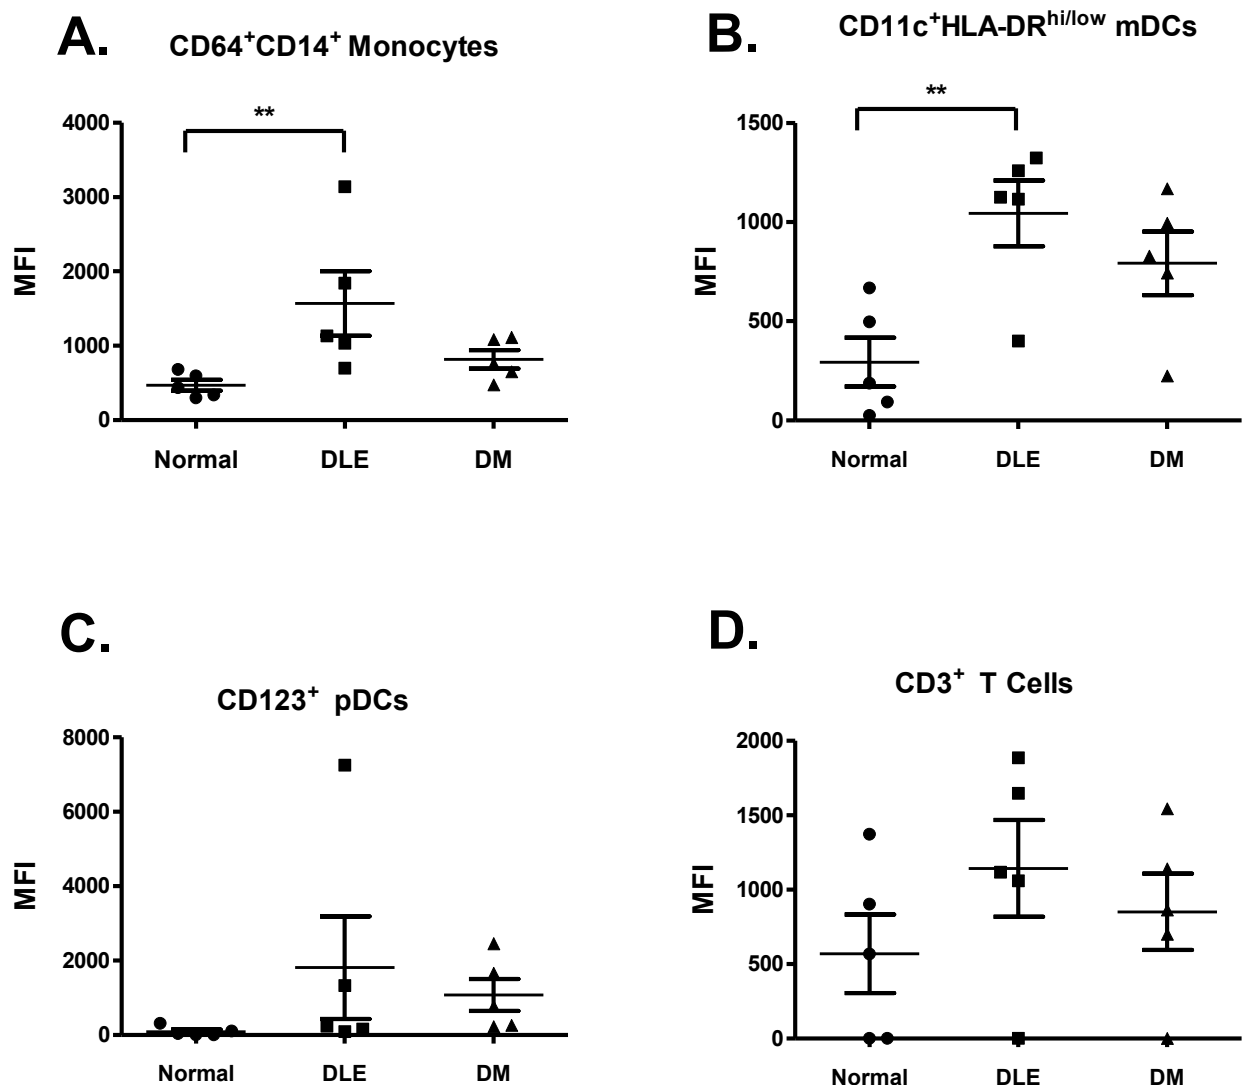 A.
CD64⁺CD14⁺ Monocytes
**
4000
3000
2000
1000
0
MFI
Normal DLE DM
B.
CD11c⁺HLA-DRhi/low mDCs
**
1500
1000
500
0
MFI
Normal DLE DM
C.
CD123⁺ pDCs
8000
6000
4000
2000
0
MFI
Normal DLE DM
D.
CD3⁺ T Cells
2000
1500
1000
500
0
MFI
Normal DLE DM